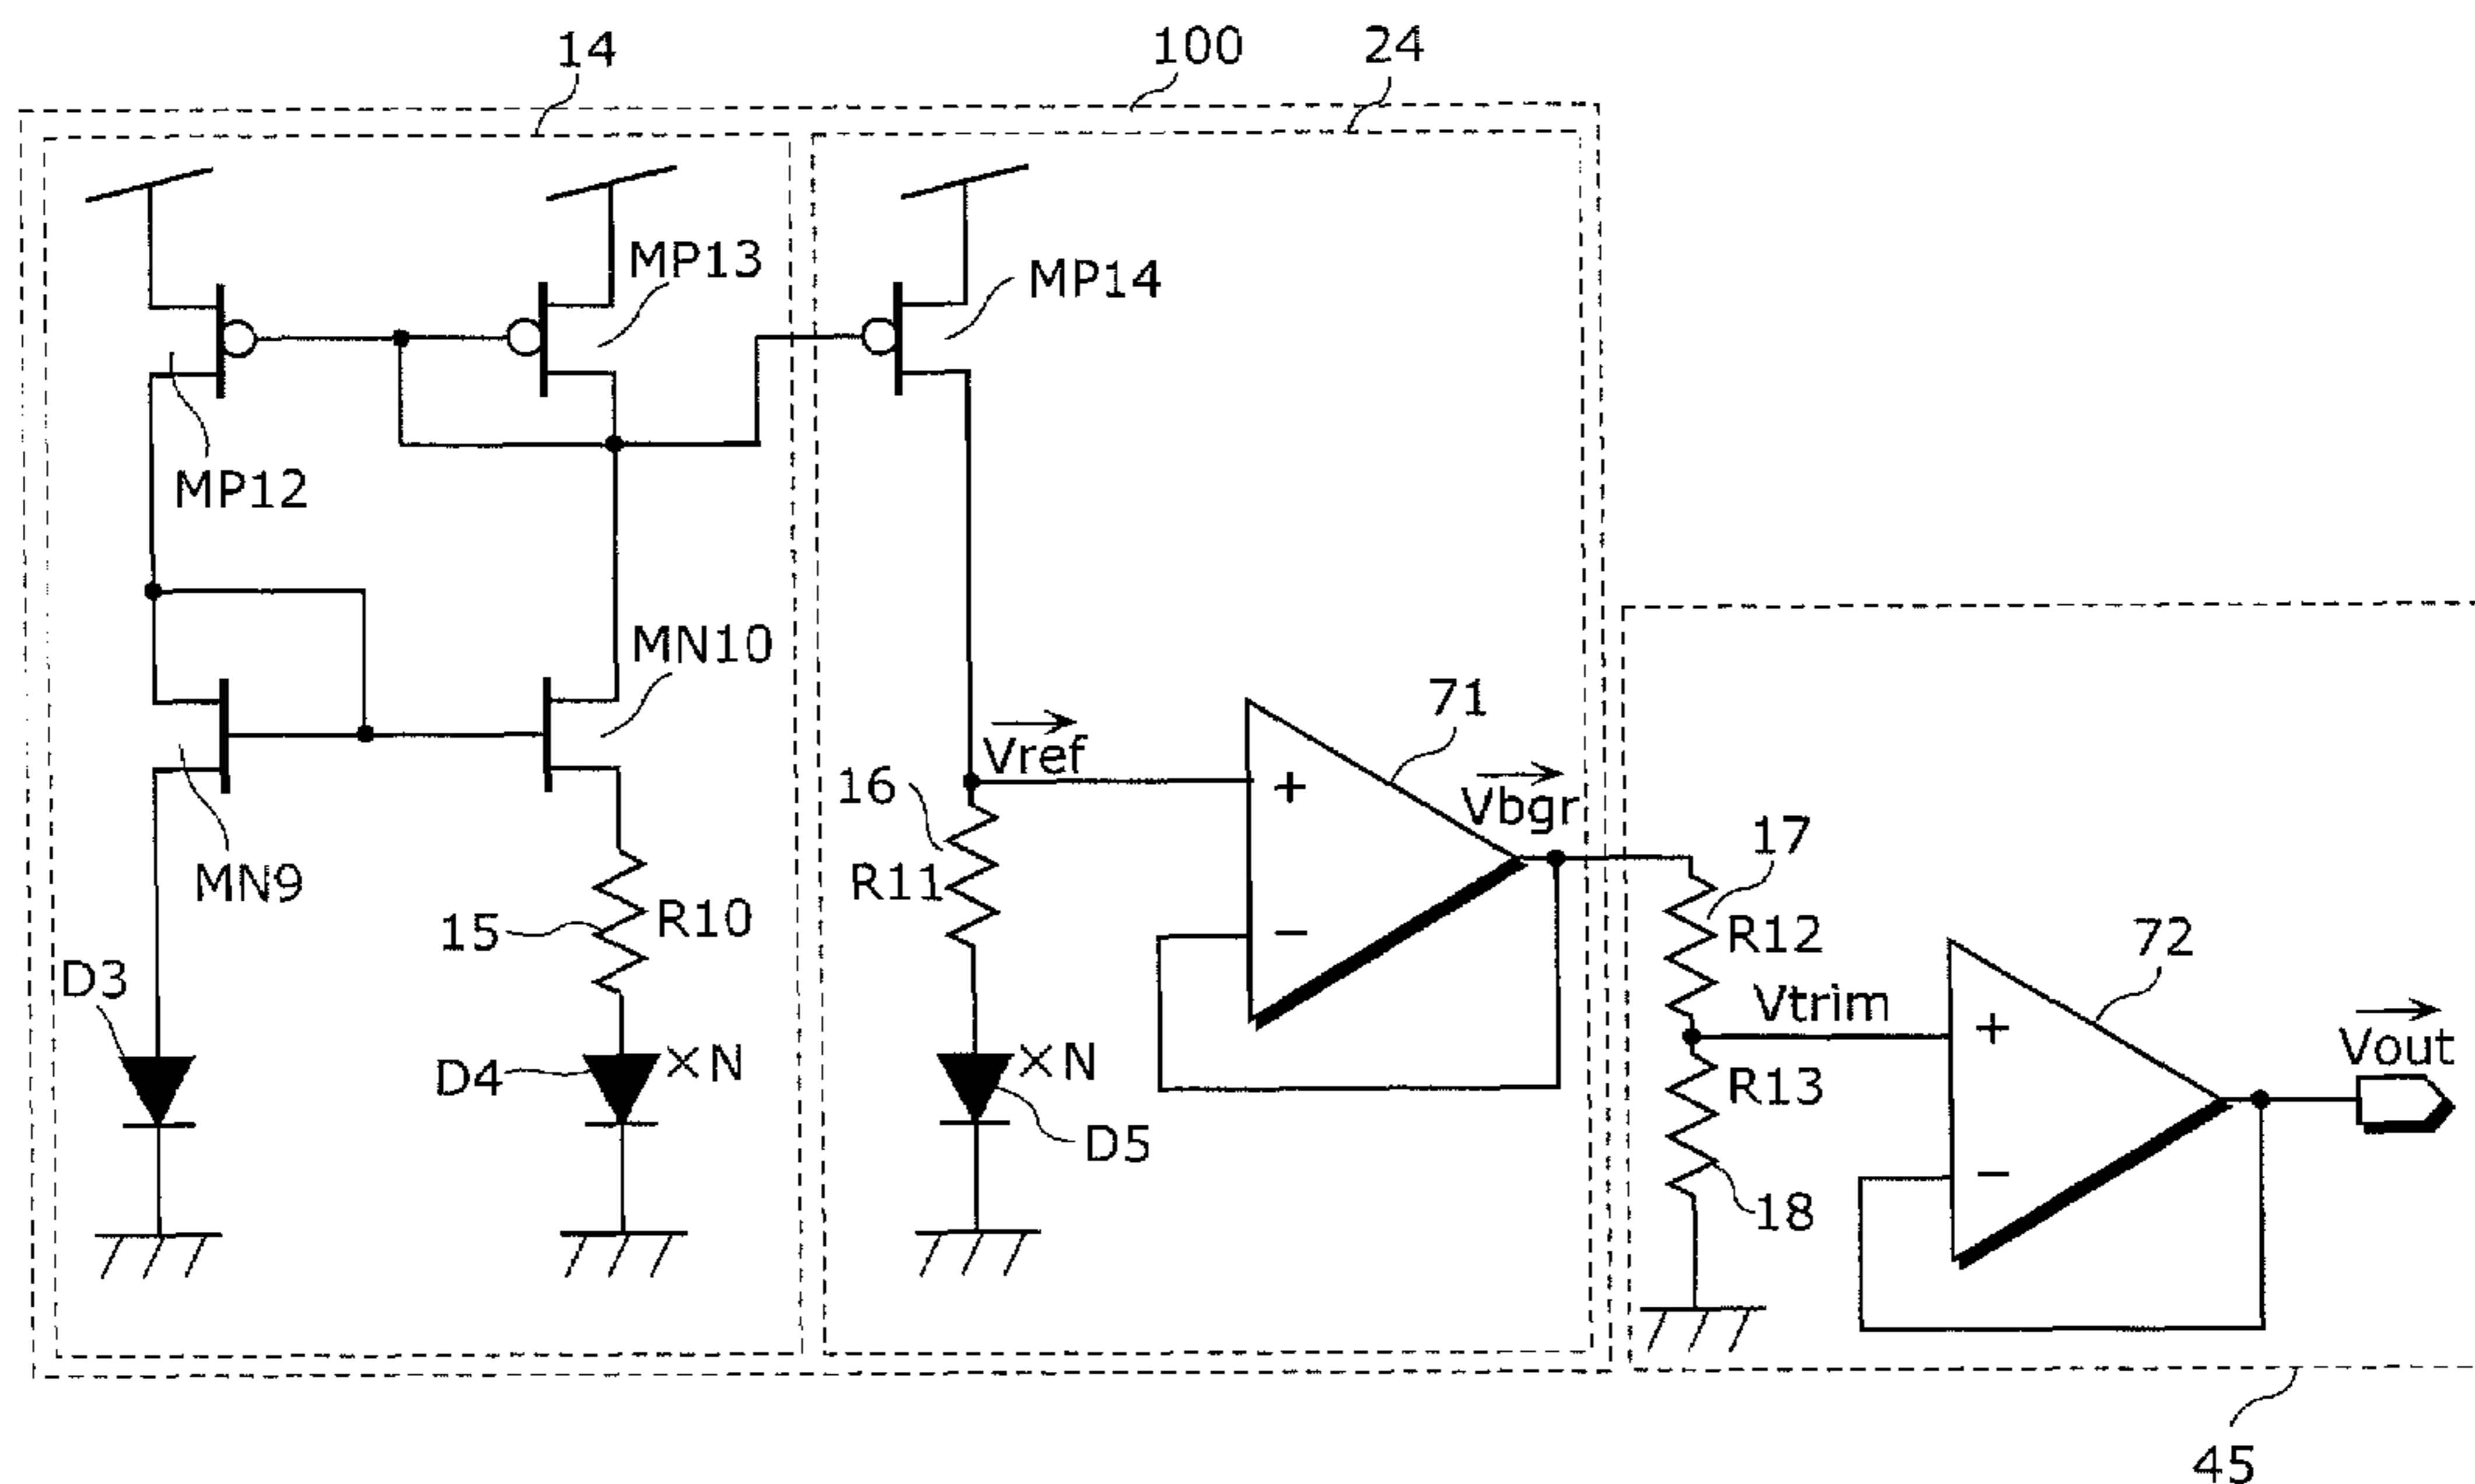 14
100
24
MP13
MP14
MP12
MN10
71
Vref
16
Vbgr
17
R11
MN9
R10
15
R12
72
D3
Vtrim
+
−
+
−
Vout
×N
×N
D4
R13
D5
18
45